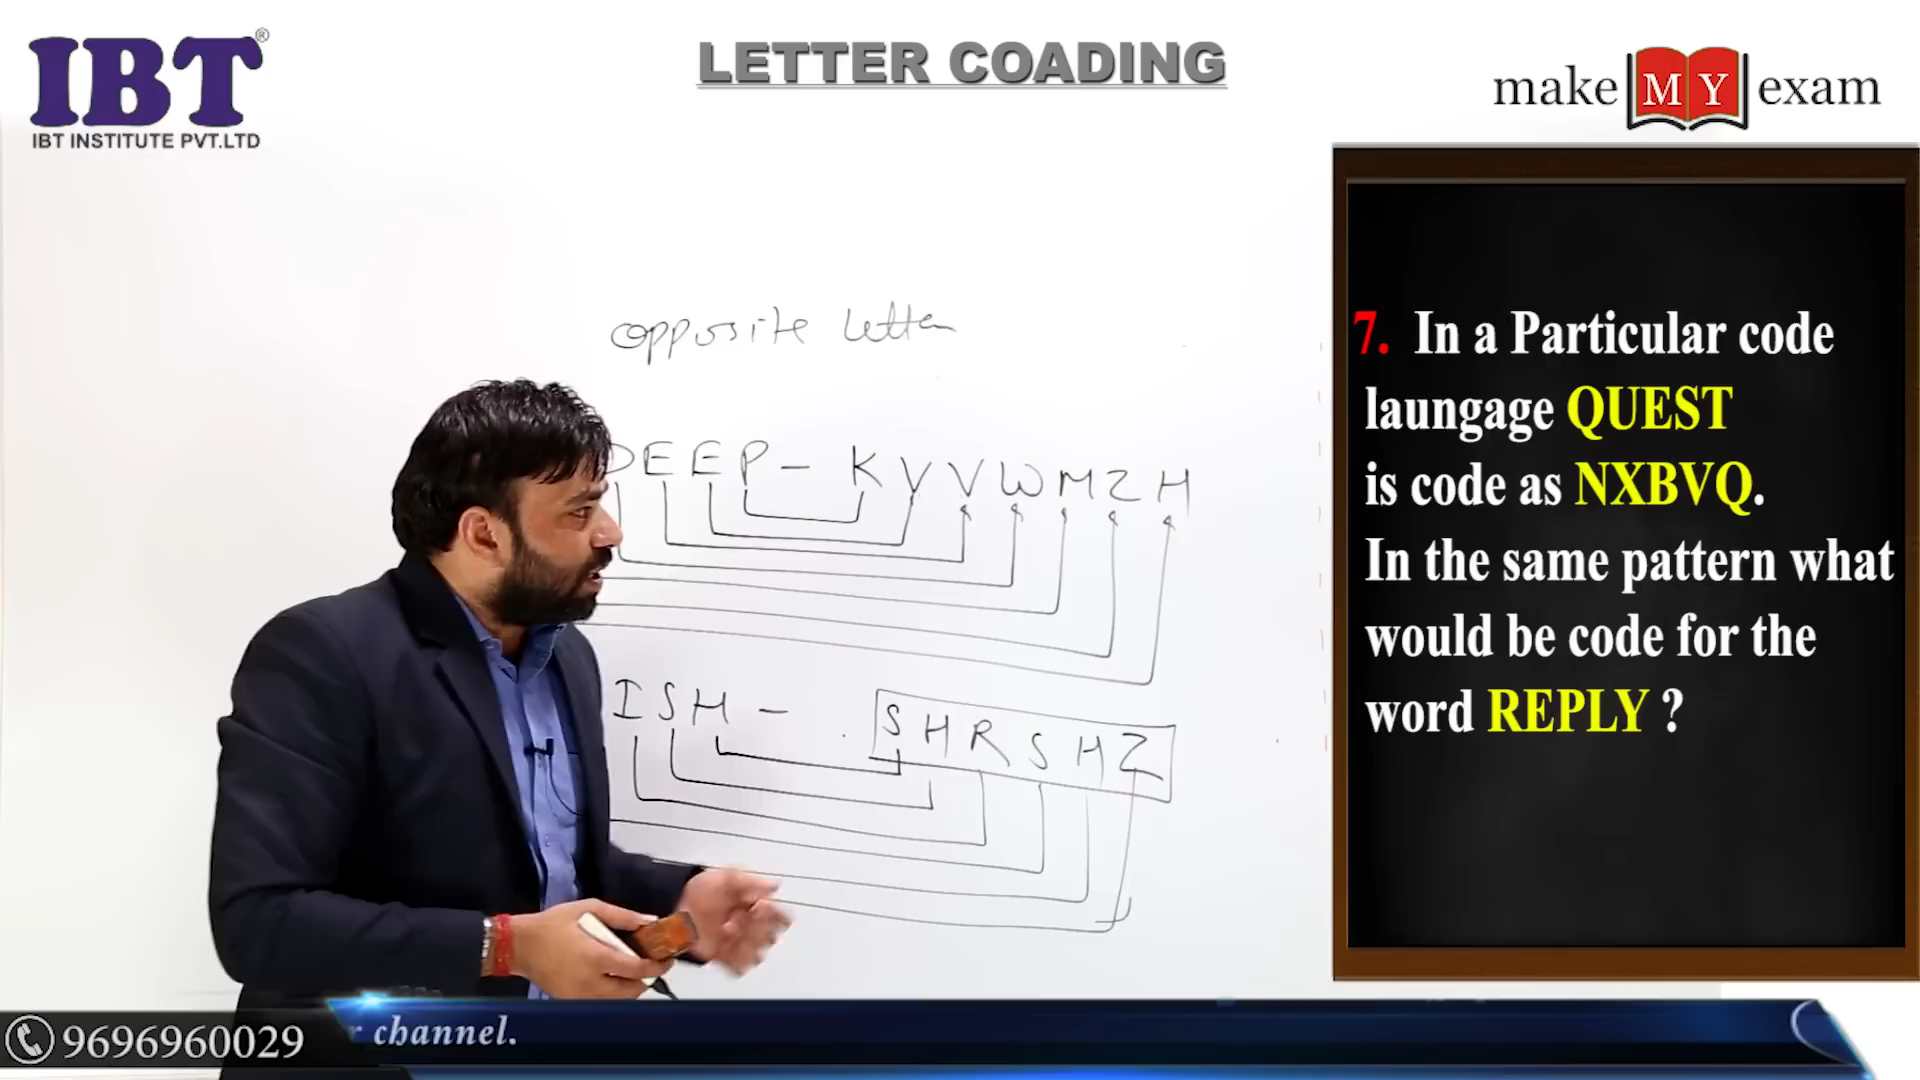 IBT®
IBT INSTITUTE PVT.LTD
LETTER COADING
make MY exam
opposite letter
DEEP - KVVWMZH
ISH - SHRSHZ
7. In a Particular code
laungage QUEST
is code as NXBVQ.
In the same pattern what
would be code for the
word REPLY ?
9696960029
r channel.